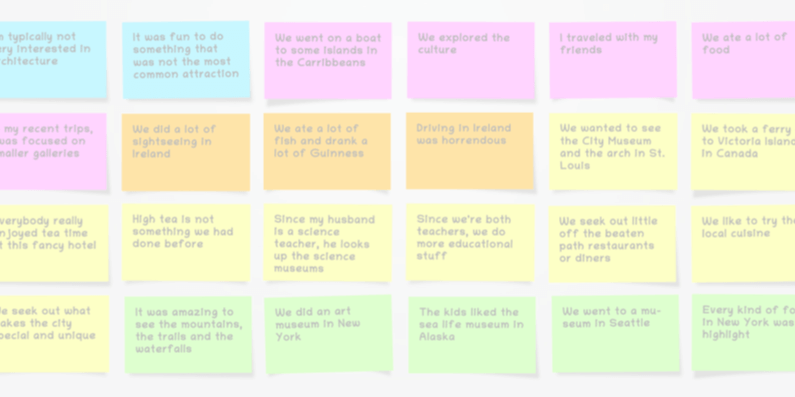 typically not
ery interested in
chitecture
It was fun to do
something that
was not the most
common attraction
We went on a boat
to some islands in
the Carribbeans
We explored the
culture
I traveled with my
friends
We ate a lot of
food
my recent trips,
was focused on
maller galleries
We did a lot of
sightseeing in
Ireland
We ate a lot of
fish and drank a
lot of Guinness
Driving in Ireland
was horrendous
We wanted to see
the City Museum
and the arch in St.
Louis
We took a ferry
to Victoria Island
in Canada
verybody really
njoyed tea time
t this fancy hotel
High tea is not
something we had
done before
Since my husband
is a science
teacher, he looks
up the science
museums
Since we're both
teachers, we do
more educational
stuff
We seek out little
off the beaten
path restaurants
or diners
We like to try the
local cuisine
e seek out what
akes the city
pecial and unique
It was amazing to
see the mountains,
the trails and the
waterfalls
We did an art
museum in New
York
The kids liked the
sea life museum in
Alaska
We went to a mu-
seum in Seattle
Every kind of fo
in New York was
highlight